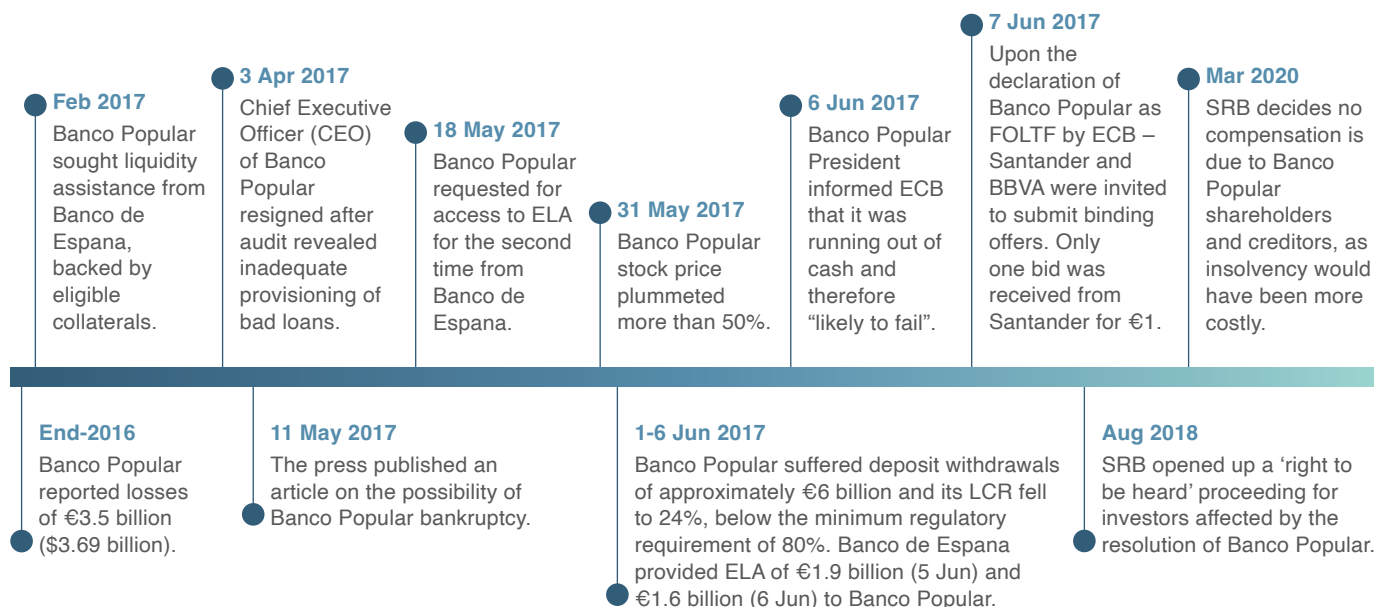 Feb 2017
Banco Popular
sought liquidity
assistance from
Banco de
Espana,
backed by
eligible
collaterals.
3 Apr 2017
Chief Executive
Officer (CEO)
of Banco
Popular
resigned after
audit revealed
inadequate
provisioning of
bad loans.
18 May 2017
Banco Popular
requested for
access to ELA
for the second
time from
Banco de
Espana.
31 May 2017
Banco Popular
stock price
plummeted
more than 50%.
6 Jun 2017
Banco Popular
President
informed ECB
that it was
running out of
cash and
therefore
“likely to fail”.
7 Jun 2017
Upon the
declaration of
Banco Popular as
FOLTF by ECB –
Santander and
BBVA were invited
to submit binding
offers. Only
one bid was
received from
Santander for €1.
Mar 2020
SRB decides no
compensation is
due to Banco
Popular
shareholders
and creditors, as
insolvency would
have been more
costly.
End-2016
Banco Popular
reported losses
of €3.5 billion
($3.69 billion).
11 May 2017
The press published an
article on the possibility of
Banco Popular bankruptcy.
1-6 Jun 2017
Banco Popular suffered deposit withdrawals
of approximately €6 billion and its LCR fell
to 24%, below the minimum regulatory
requirement of 80%. Banco de Espana
provided ELA of €1.9 billion (5 Jun) and
€1.6 billion (6 Jun) to Banco Popular.
Aug 2018
SRB opened up a ‘right to
be heard’ proceeding for
investors affected by the
resolution of Banco Popular.